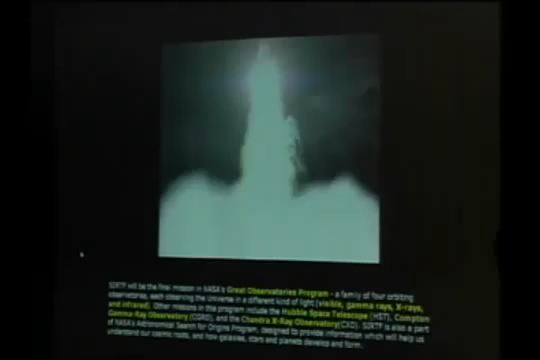 SIRTF will be the final mission in NASA's Great Observatories Program - a family of four orbiting
observatories, each observing the Universe in a different kind of light (visible, gamma rays, X-rays,
and infrared). Other missions in the program include the Hubble Space Telescope (HST), Compton
Gamma-Ray Observatory (CGRO), and the Chandra X-Ray Observatory(CXO). SIRTF is also a part
of NASA's Astronomical Search for Origins Program, designed to provide information which will help us
understand our cosmic roots, and how galaxies, stars and planets develop and form.